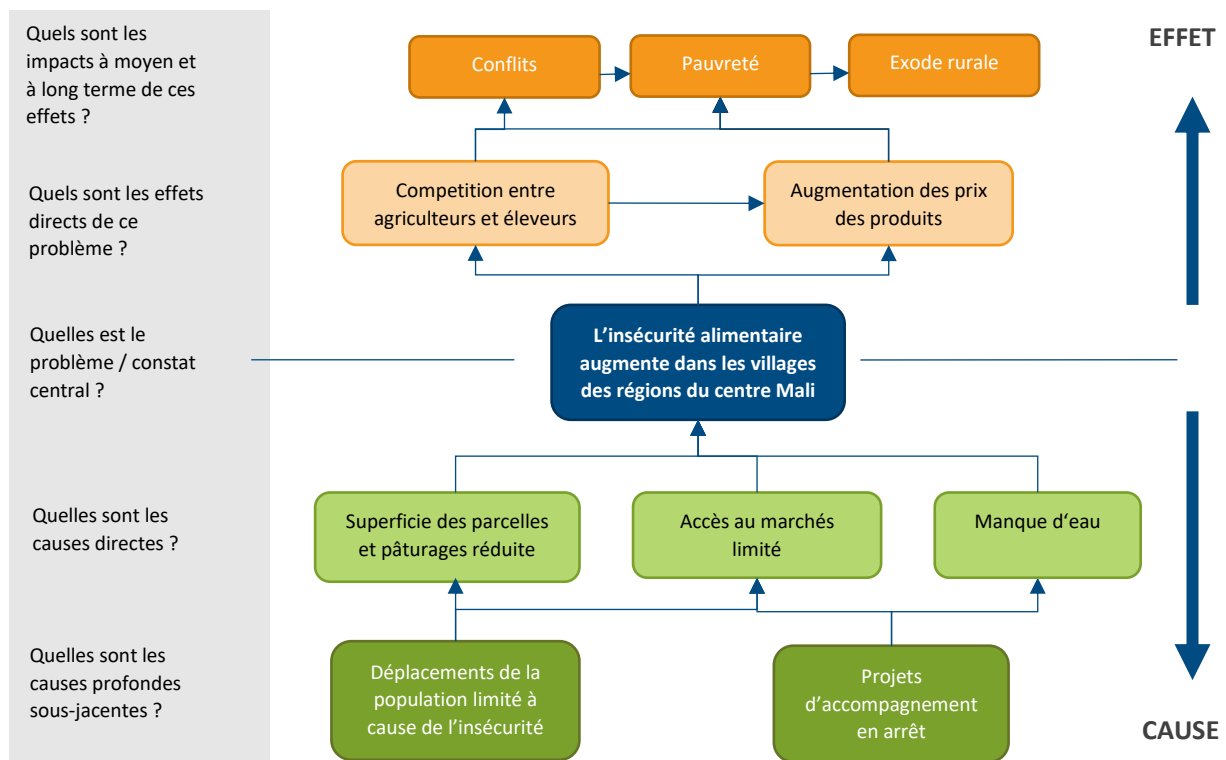 Quels sont les
impacts à moyen et
à long terme de ces
effets ?
Conflits
Pauvreté
Exode rurale
EFFET
Quels sont les effets
directs de ce
problème ?
Competition entre
agriculteurs et éleveurs
Augmentation des prix
des produits
Quelles est le
problème / constat
central ?
L’insécurité alimentaire
augmente dans les villages
des régions du centre Mali
Quelles sont les
causes directes ?
Superficie des parcelles
et pâturages réduite
Accès au marchés
limité
Manque d‘eau
Quelles sont les
causes profondes
sous-jacentes ?
Déplacements de la
population limité à
cause de l’insécurité
Projets
d’accompagnement
en arrêt
CAUSE